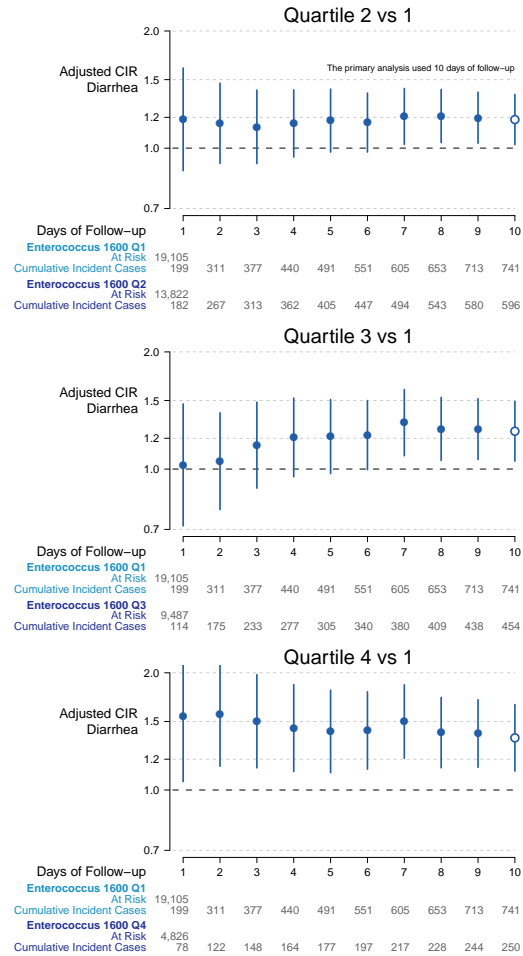 Quartile 2 vs 1
2.0
Adjusted CIR
Diarrhea
The primary analysis used 10 days of follow−up
1.5
1.2
1.0
0.7
Days of Follow−up 1 2 3 4 5 6 7 8 9 10
Enterococcus 1600 Q1
At Risk 19,105
Cumulative Incident Cases 199 311 377 440 491 551 605 653 713 741
Enterococcus 1600 Q2
At Risk 13,822
Cumulative Incident Cases 182 267 313 362 405 447 494 543 580 596
Quartile 3 vs 1
2.0
Adjusted CIR
Diarrhea
1.5
1.2
1.0
0.7
Days of Follow−up 1 2 3 4 5 6 7 8 9 10
Enterococcus 1600 Q1
At Risk 19,105
Cumulative Incident Cases 199 311 377 440 491 551 605 653 713 741
Enterococcus 1600 Q3
At Risk 9,487
Cumulative Incident Cases 114 175 233 277 305 340 380 409 438 454
Quartile 4 vs 1
2.0
Adjusted CIR
Diarrhea
1.5
1.2
1.0
0.7
Days of Follow−up 1 2 3 4 5 6 7 8 9 10
Enterococcus 1600 Q1
At Risk 19,105
Cumulative Incident Cases 199 311 377 440 491 551 605 653 713 741
Enterococcus 1600 Q4
At Risk 4,826
Cumulative Incident Cases 78 122 148 164 177 197 217 228 244 250